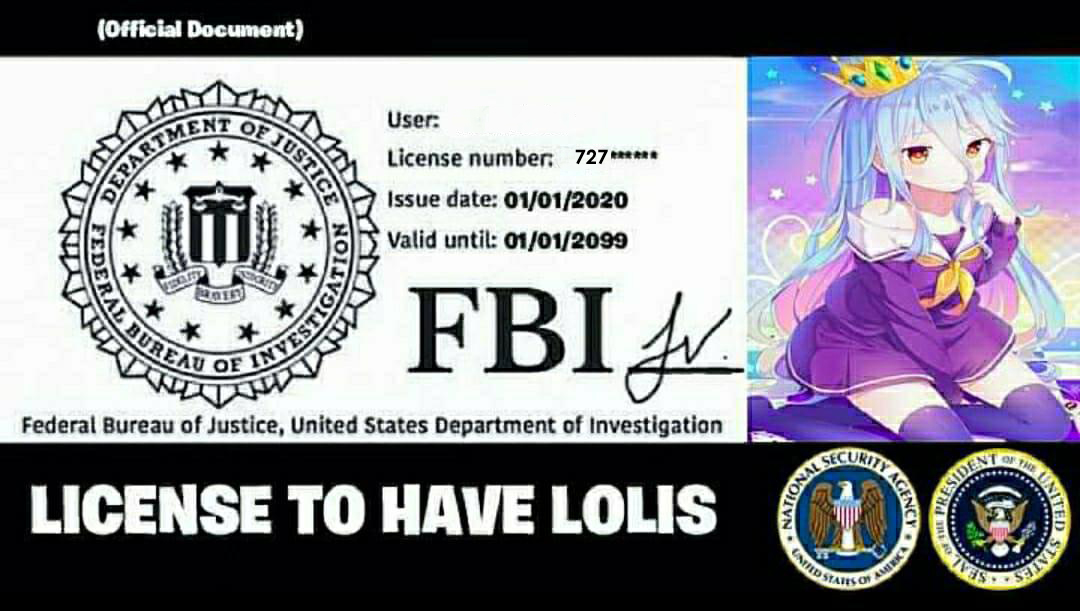 (Official Document)
User:
License number: 727******
Issue date: 01/01/2020
Valid until: 01/01/2099
FBI
DEPARTMENT OF JUSTICE
FEDERAL BUREAU OF INVESTIGATION
FIDELITY
BRAVERY
INTEGRITY
Federal Bureau of Justice, United States Department of Investigation
LICENSE TO HAVE LOLIS
NATIONAL SECURITY AGENCY
UNITED STATES OF AMERICA
SEAL OF THE PRESIDENT OF THE UNITED STATES